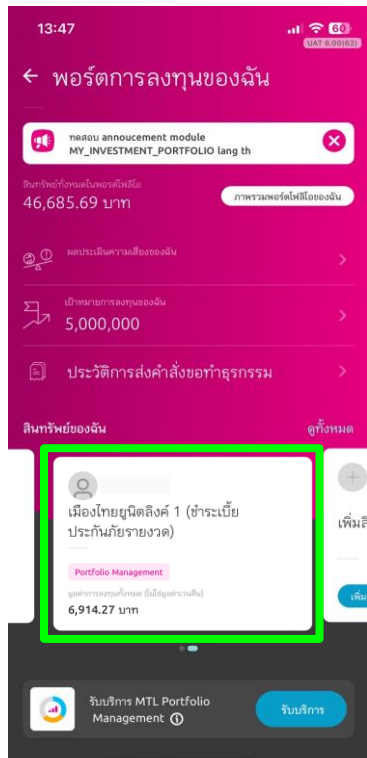 13:47
60
UAT 6.00(62)
พอร์ตการลงทุนของฉัน
ทดสอบ annoucement module
MY_INVESTMENT_PORTFOLIO lang th
สินทรัพย์ทั้งหมดในพอร์ตโฟลิโอ
46,685.69 บาท
ภาพรวมพอร์ตโฟลิโอของฉัน
ผลประเมินความเสี่ยงของฉัน
เป้าหมายการลงทุนของฉัน
5,000,000
ประวัติการส่งคำสั่งขอทำธุรกรรม
สินทรัพย์ของฉัน
ดูทั้งหมด
เมืองไทยยูนิตลิงค์ 1 (ชำระเบี้ย
ประกันภัยรายงวด)
Portfolio Management
มูลค่าการลงทุนทั้งหมด (ไม่ใช่มูลค่าเวนคืน)
6,914.27 บาท
รับบริการ MTL Portfolio
Management
รับบริการ